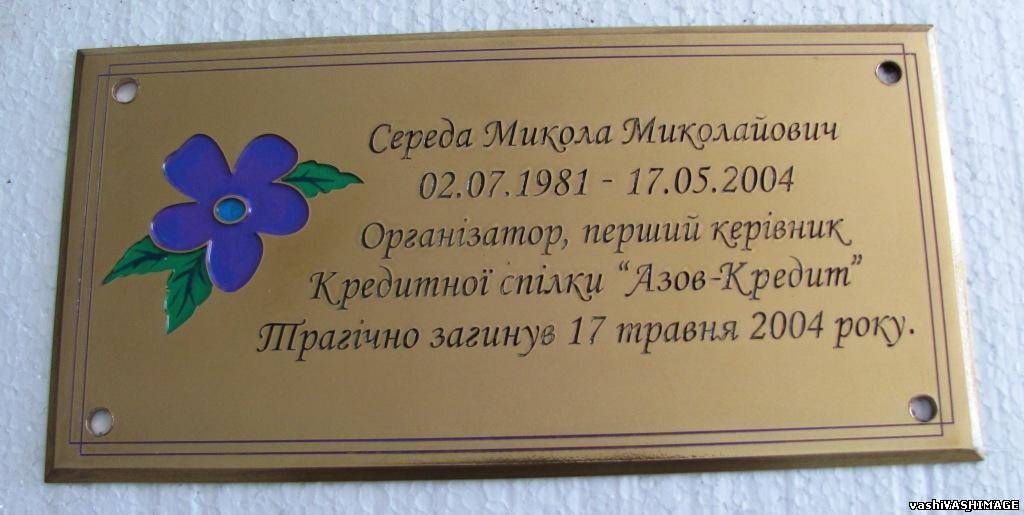 Середа Микола Миколайович
02.07.1981 - 17.05.2004
Організатор, перший керівник
Кредитної спілки “Азов-Кредит”
Трагічно загинув 17 травня 2004 року.
vashiVASHIMAGE